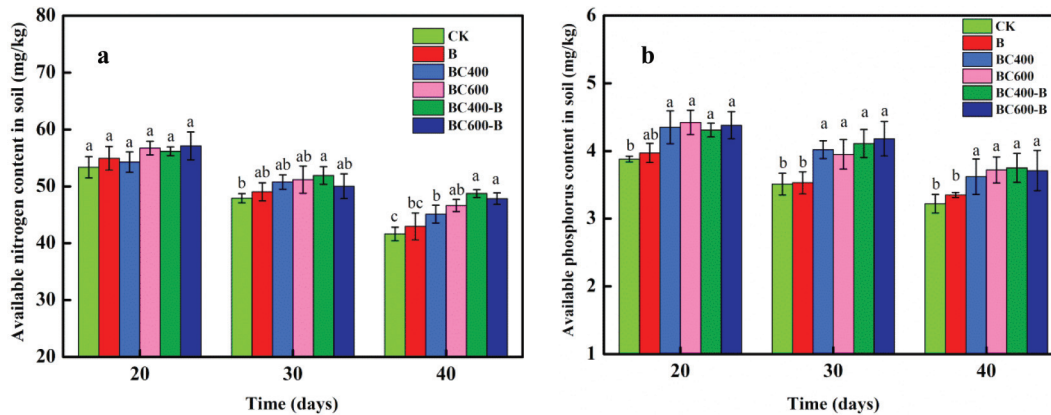 Available nitrogen content in soil (mg/kg)
80
70
60
50
40
30
20
a
CK
B
BC400
BC600
BC400-B
BC600-B
a a a a a a
b ab ab ab a ab
c bc b ab a a
20 30 40
Time (days)
Available phosphorus content in soil (mg/kg)
6
5
4
3
2
1
b
CK
B
BC400
BC600
BC400-B
BC600-B
b ab a a a a
b b a a a a
b b a a a a
20 30 40
Time (days)